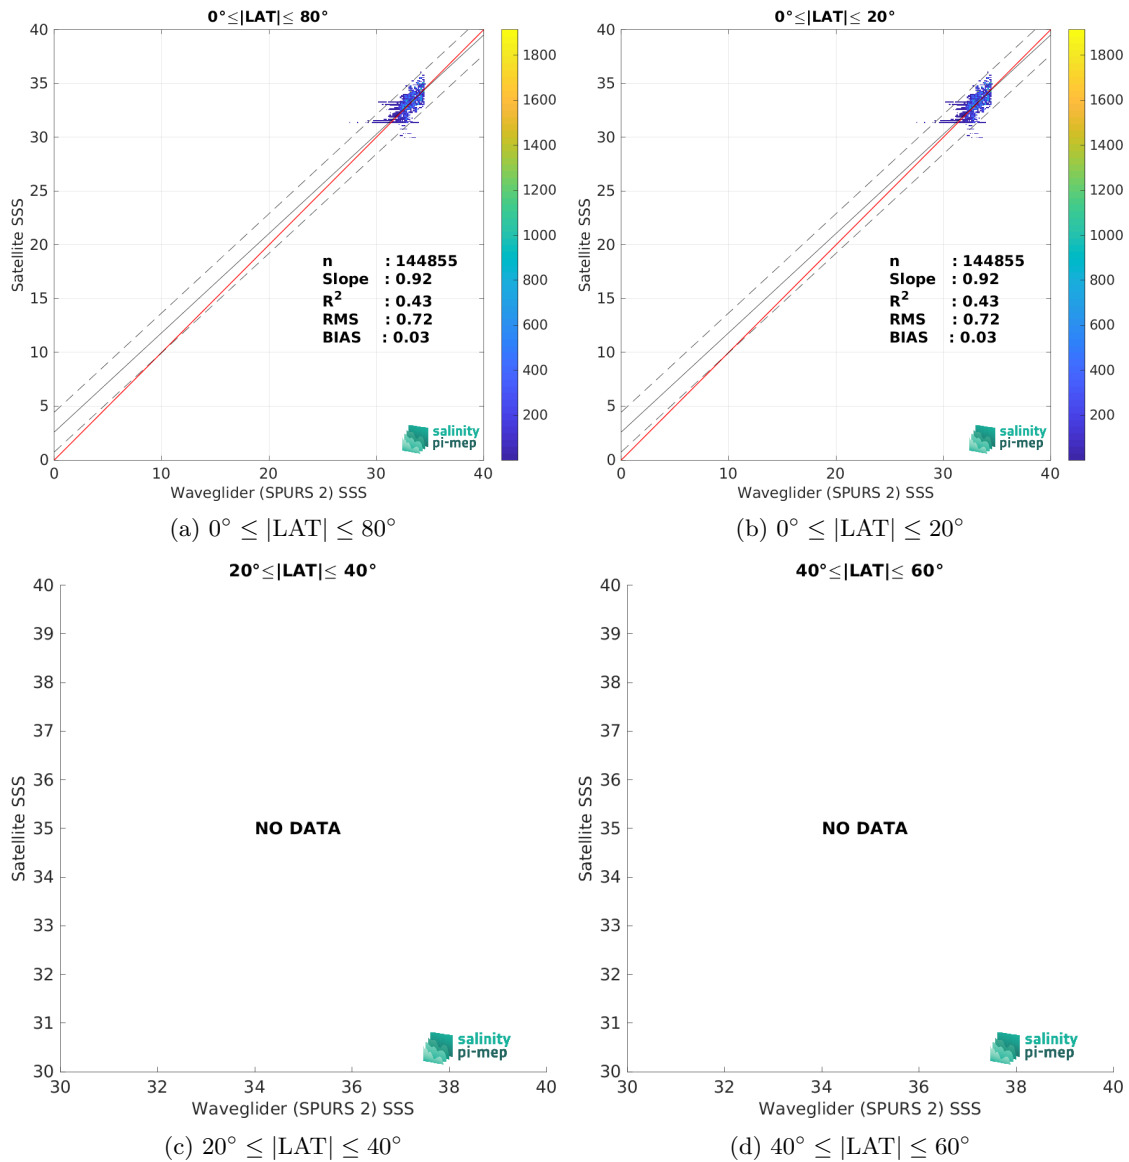 0°≤|LAT|≤ 80°
40
35
30
25
20
15
10
5
0
Satellite SSS
n : 144855
Slope : 0.92
R² : 0.43
RMS : 0.72
BIAS : 0.03
salinity
pi-mep
0 10 20 30 40
Waveglider (SPURS 2) SSS
1800
1600
1400
1200
1000
800
600
400
200
(a) 0° ≤ |LAT| ≤ 80°
0°≤|LAT|≤ 20°
40
35
30
25
20
15
10
5
0
Satellite SSS
n : 144855
Slope : 0.92
R² : 0.43
RMS : 0.72
BIAS : 0.03
salinity
pi-mep
0 10 20 30 40
Waveglider (SPURS 2) SSS
1800
1600
1400
1200
1000
800
600
400
200
(b) 0° ≤ |LAT| ≤ 20°
20°≤|LAT|≤ 40°
40
39
38
37
36
35
34
33
32
31
30
Satellite SSS
NO DATA
salinity
pi-mep
30 32 34 36 38 40
Waveglider (SPURS 2) SSS
(c) 20° ≤ |LAT| ≤ 40°
40°≤|LAT|≤ 60°
40
39
38
37
36
35
34
33
32
31
30
Satellite SSS
NO DATA
salinity
pi-mep
30 32 34 36 38 40
Waveglider (SPURS 2) SSS
(d) 40° ≤ |LAT| ≤ 60°